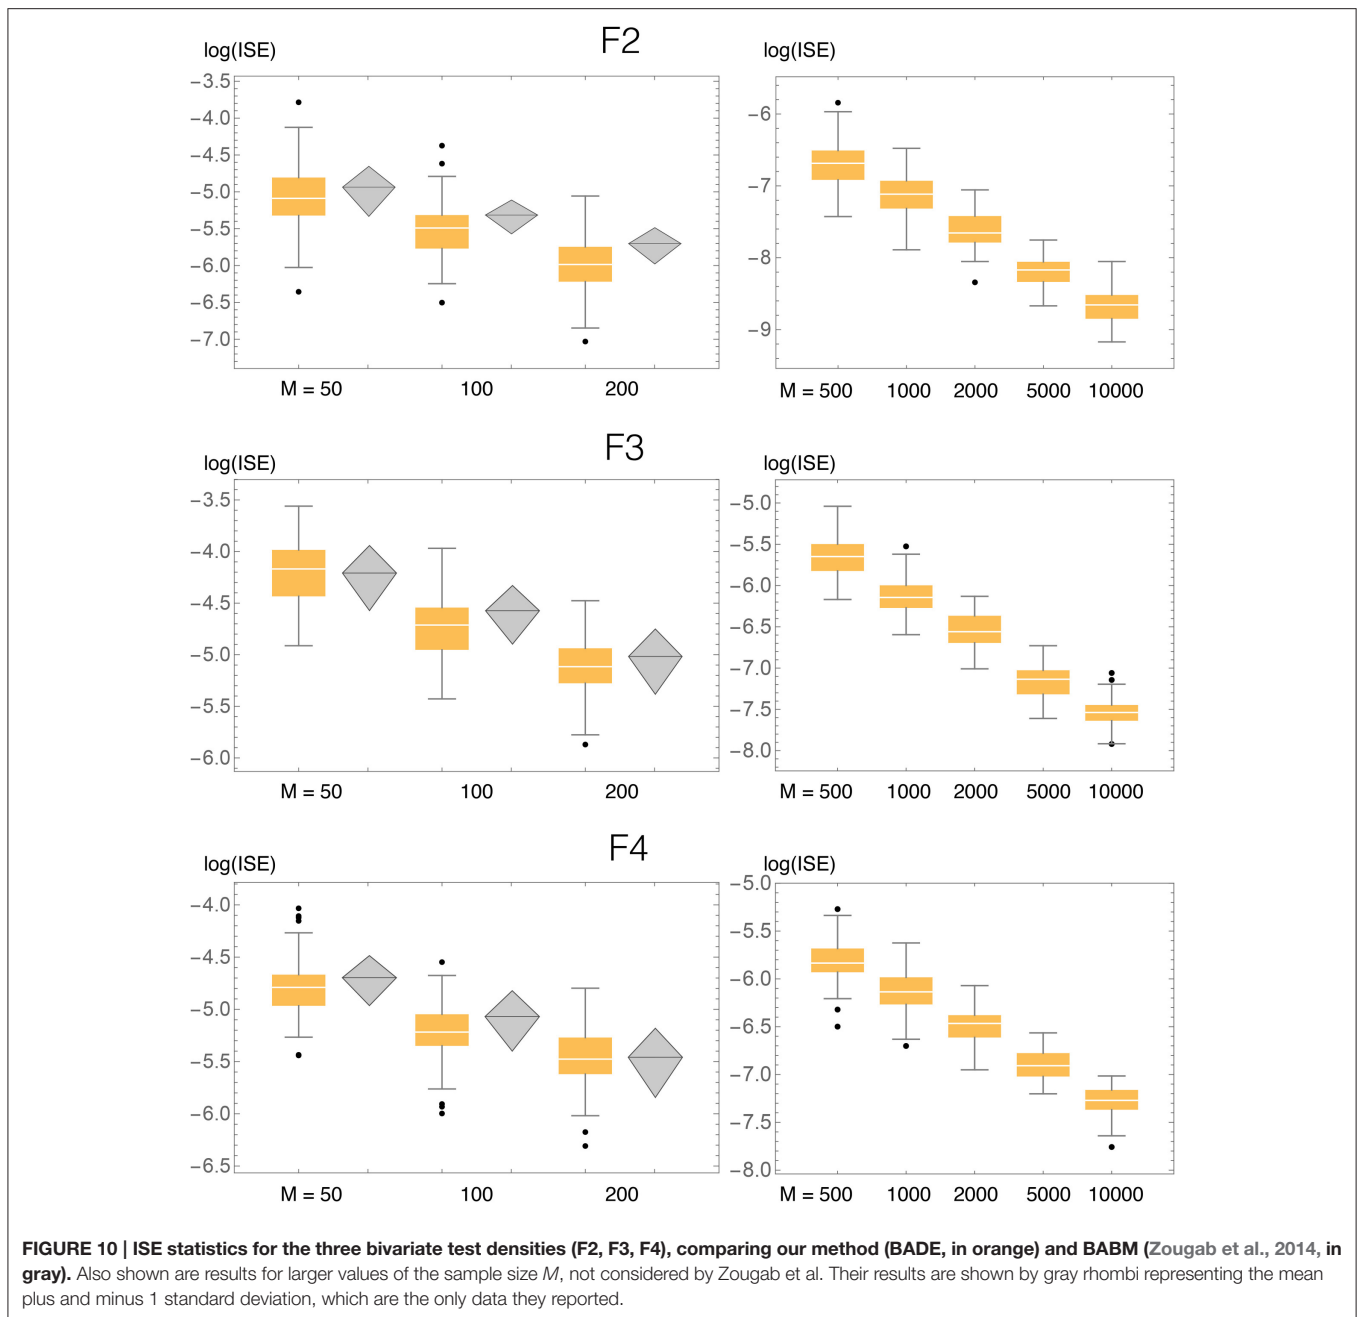 F2
log(ISE)
−3.5
−4.0
−4.5
−5.0
−5.5
−6.0
−6.5
−7.0
M = 50 100 200
log(ISE)
−6
−7
−8
−9
M = 500 1000 2000 5000 10000
F3
log(ISE)
−3.5
−4.0
−4.5
−5.0
−5.5
−6.0
M = 50 100 200
log(ISE)
−5.0
−5.5
−6.0
−6.5
−7.0
−7.5
−8.0
M = 500 1000 2000 5000 10000
F4
log(ISE)
−4.0
−4.5
−5.0
−5.5
−6.0
−6.5
M = 50 100 200
log(ISE)
−5.0
−5.5
−6.0
−6.5
−7.0
−7.5
−8.0
M = 500 1000 2000 5000 10000
FIGURE 10 | ISE statistics for the three bivariate test densities (F2, F3, F4), comparing our method (BADE, in orange) and BABM (Zougab et al., 2014, in
gray). Also shown are results for larger values of the sample size M, not considered by Zougab et al. Their results are shown by gray rhombi representing the mean
plus and minus 1 standard deviation, which are the only data they reported.